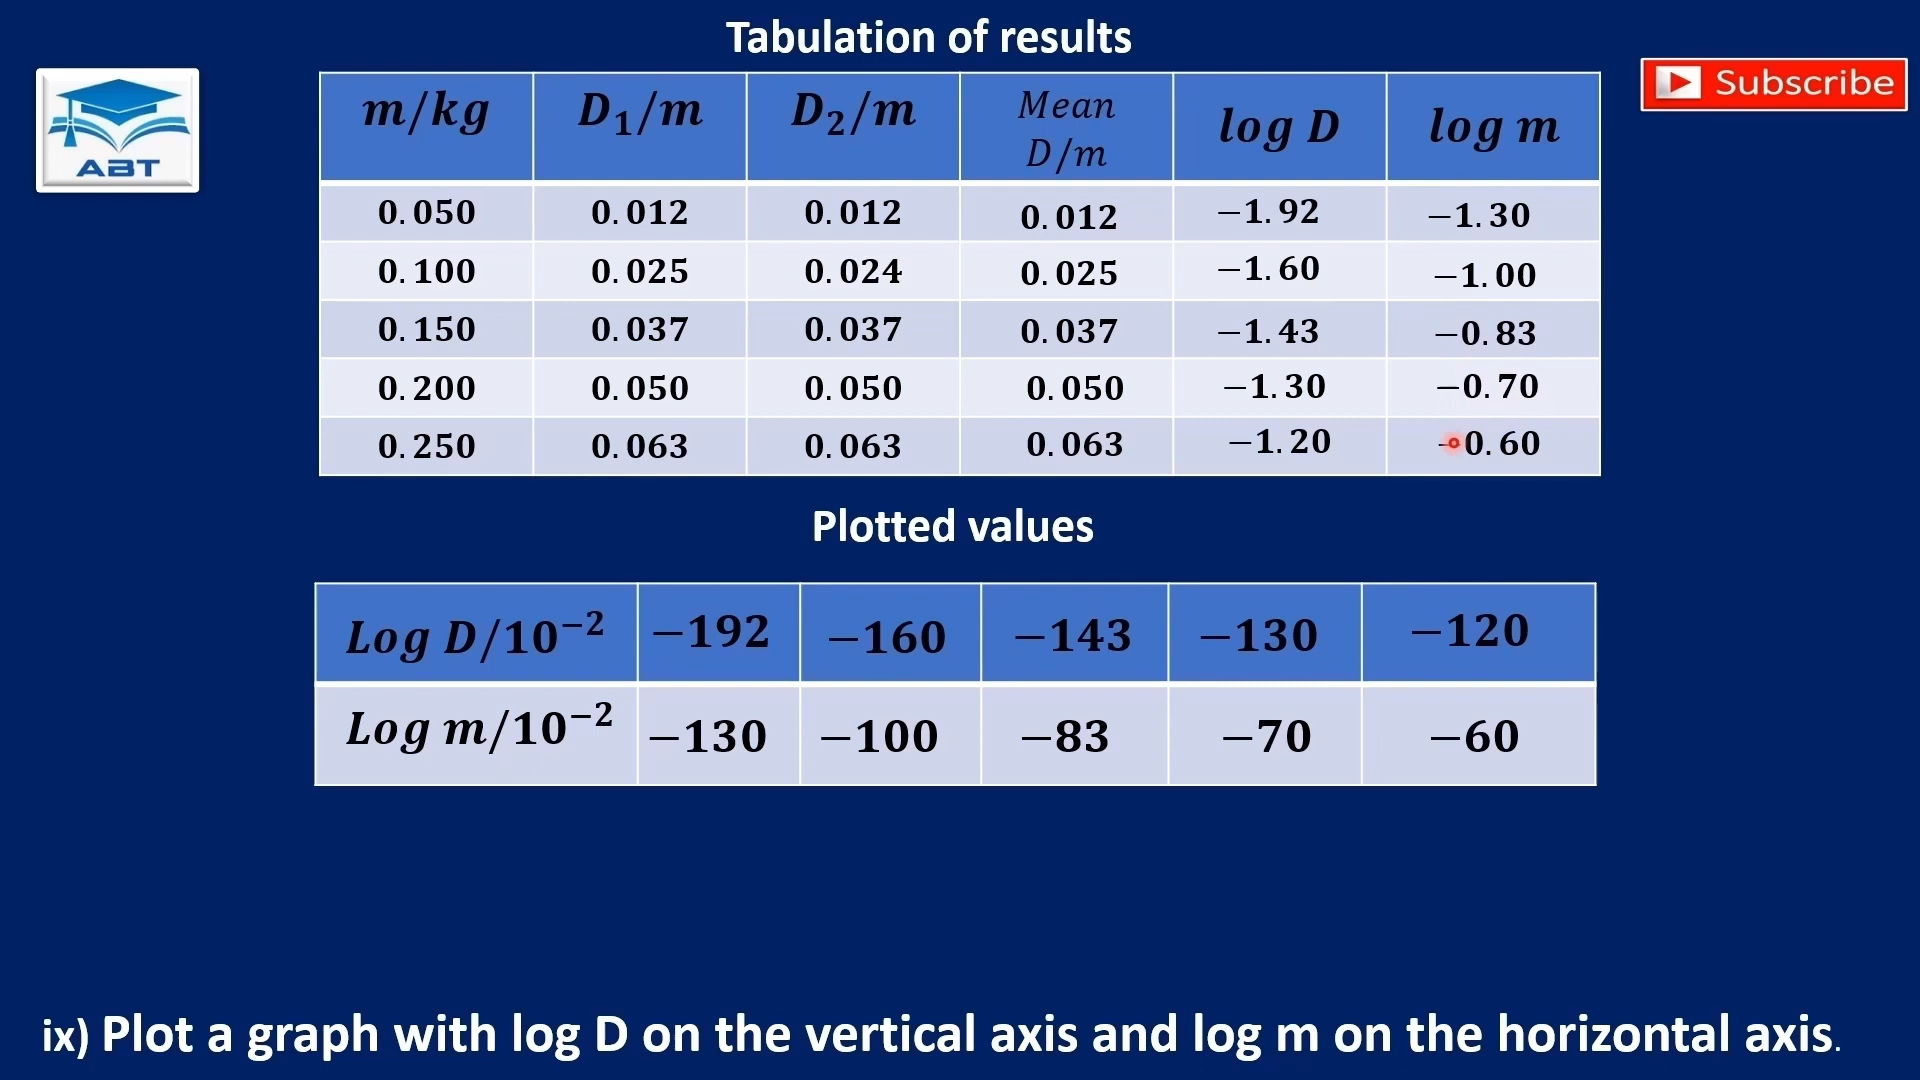 Tabulation of results
ABT
Subscribe
m/kg D₁/m D₂/m Mean D/m log D log m
0.050 0.012 0.012 0.012 −1.92 −1.30
0.100 0.025 0.024 0.025 −1.60 −1.00
0.150 0.037 0.037 0.037 −1.43 −0.83
0.200 0.050 0.050 0.050 −1.30 −0.70
0.250 0.063 0.063 0.063 −1.20 −0.60
Plotted values
Log D/10⁻² −192 −160 −143 −130 −120
Log m/10⁻² −130 −100 −83 −70 −60
ix) Plot a graph with log D on the vertical axis and log m on the horizontal axis.